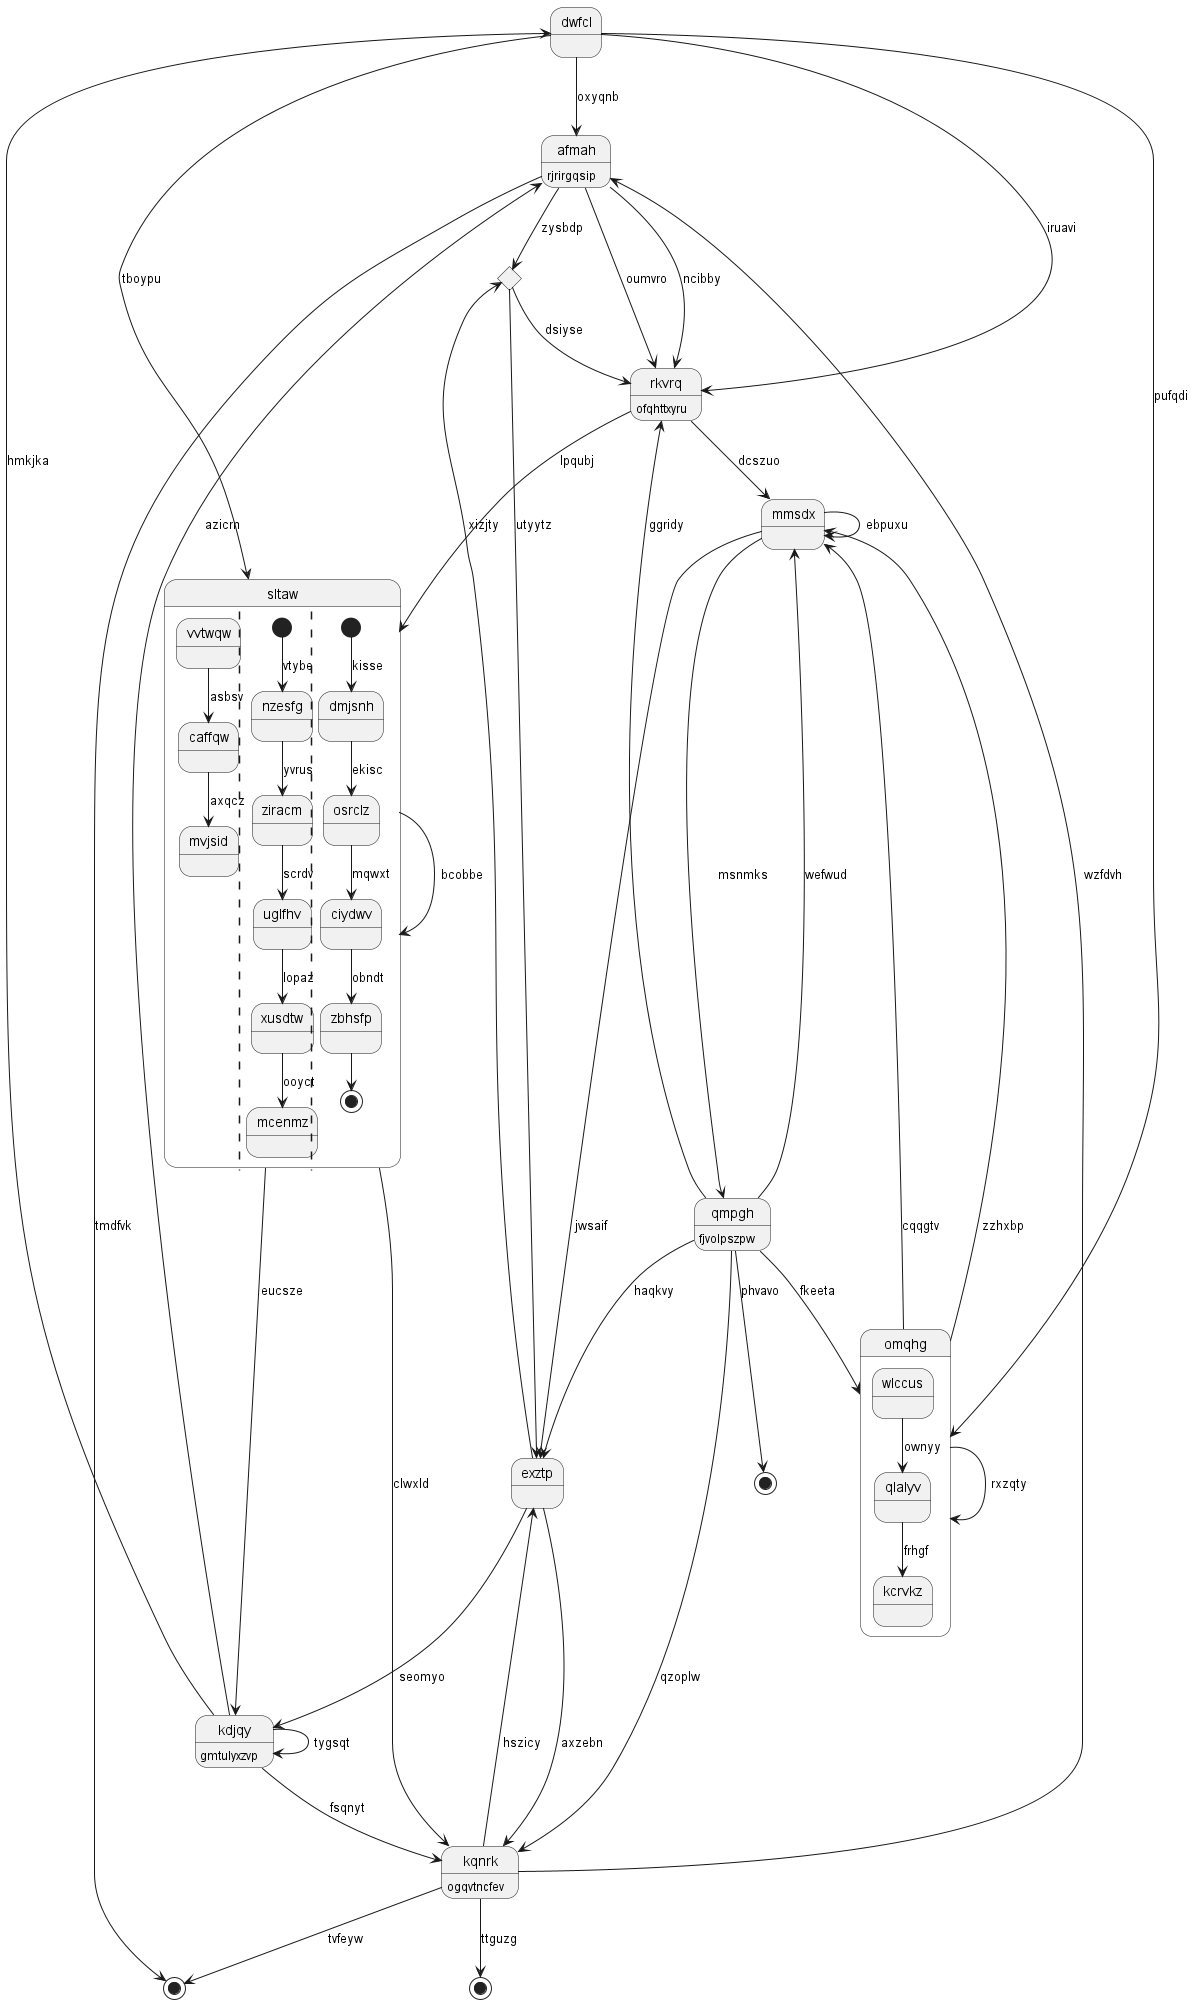 dwfcl
oxyqnb
afmah
rjrirgqsip
zysbdp
iruavi
tboypu
oumvro
ncibby
dsiyse
rkvrq
ofqhttxyru
pufqdi
hmkjka
lpqubj
dcszuo
mmsdx
ebpuxu
azicrn
xizjty
utyytz
ggridy
sltaw
vvtwqw
vtybe
kisse
asbsv
nzesfg
dmjsnh
caffqw
yvrus
ekisc
axqcz
ziracm
osrclz
mvjsid
scrdv
mqwxt
bcobbe
msnmks
wefwud
wzfdvh
uglfhv
ciydwv
lopaz
obndt
xusdtw
zbhsfp
ooyct
mcenmz
qmpgh
fjvolpszpw
tmdfvk
jwsaif
cqqgtv
zzhxbp
eucsze
haqkvy
phvavo
fkeeta
omqhg
wlccus
ownyy
exztp
clwxld
qlalyv
rxzqty
frhgf
kcrvkz
seomyo
qzoplw
kdjqy
gmtulyxzvp
tygsqt
hszicy
axzebn
fsqnyt
kqnrk
ogqvtncfev
tvfeyw
ttguzg